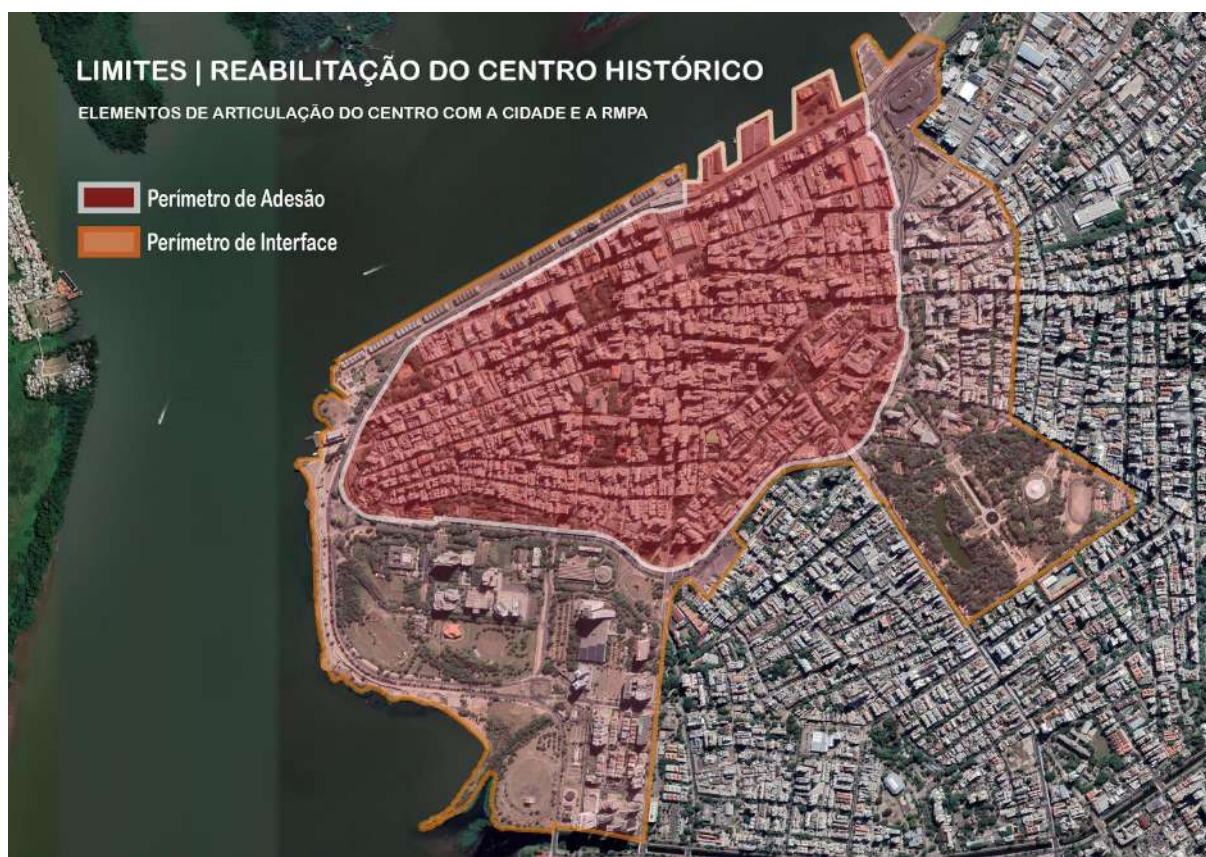 LIMITES | REABILITAÇÃO DO CENTRO HISTÓRICO
ELEMENTOS DE ARTICULAÇÃO DO CENTRO COM A CIDADE E A RMPA
Perímetro de Adesão
Perímetro de Interface